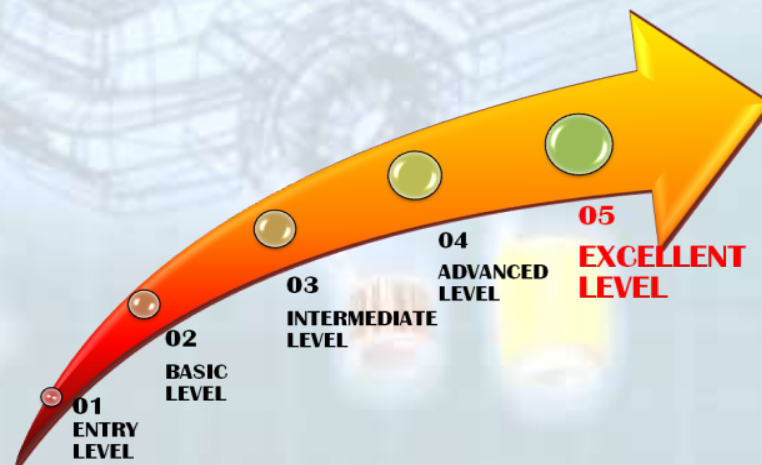 01
ENTRY
LEVEL
02
BASIC
LEVEL
03
INTERMEDIATE
LEVEL
04
ADVANCED
LEVEL
05
EXCELLENT
LEVEL